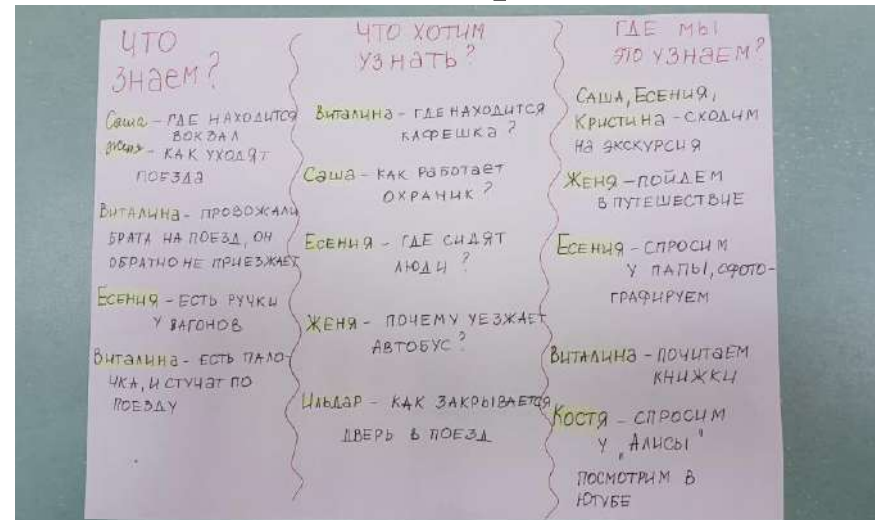 ЧТО
ЗНАЕМ?
Саша - ГДЕ НАХОДИТСЯ
ВОКЗАЛ
Женя - КАК УХОДЯТ
ПОЕЗДА
ВИТАЛИНА - ПРОВОЖАЛИ
БРАТА НА ПОЕЗД, ОН
ОБРАТНО НЕ ПРИЕЗЖАЕТ
ЕСЕНИЯ - ЕСТЬ РУЧКИ
У ВАГОНОВ
ВИТАЛИНА - ЕСТЬ ПАЛО-
ЧКА, И СТУЧАТ ПО
ПОЕЗДУ
ЧТО ХОТИМ
УЗНАТЬ?
ВИТАЛИНА - ГДЕ НАХОДИТСЯ
КАФЕШКА?
САША - КАК РАБОТАЕТ
ОХРАНИК?
ЕСЕНИЯ - ГДЕ СИДЯТ
ЛЮДИ?
ЖЕНЯ - ПОЧЕМУ УЕЗЖАЕТ
АВТОБУС?
ИЛЬДАР - КАК ЗАКРЫВАЕТСЯ
ДВЕРЬ В ПОЕЗД
ГДЕ МЫ
ЭТО УЗНАЕМ?
САША, ЕСЕНИЯ,
КРИСТИНА - СХОДИМ
НА ЭКСКУРСИЯ
ЖЕНЯ - ПОЙДЕМ
В ПУТЕШЕСТВИЕ
ЕСЕНИЯ - СПРОСИМ
У ПАПЫ, СФОТО-
ГРАФИРУЕМ
ВИТАЛИНА - ПОЧИТАЕМ
КНИЖКИ
КОСТЯ - СПРОСИМ
У „АЛИСЫ"
ПОСМОТРИМ В
ЮТУБЕ